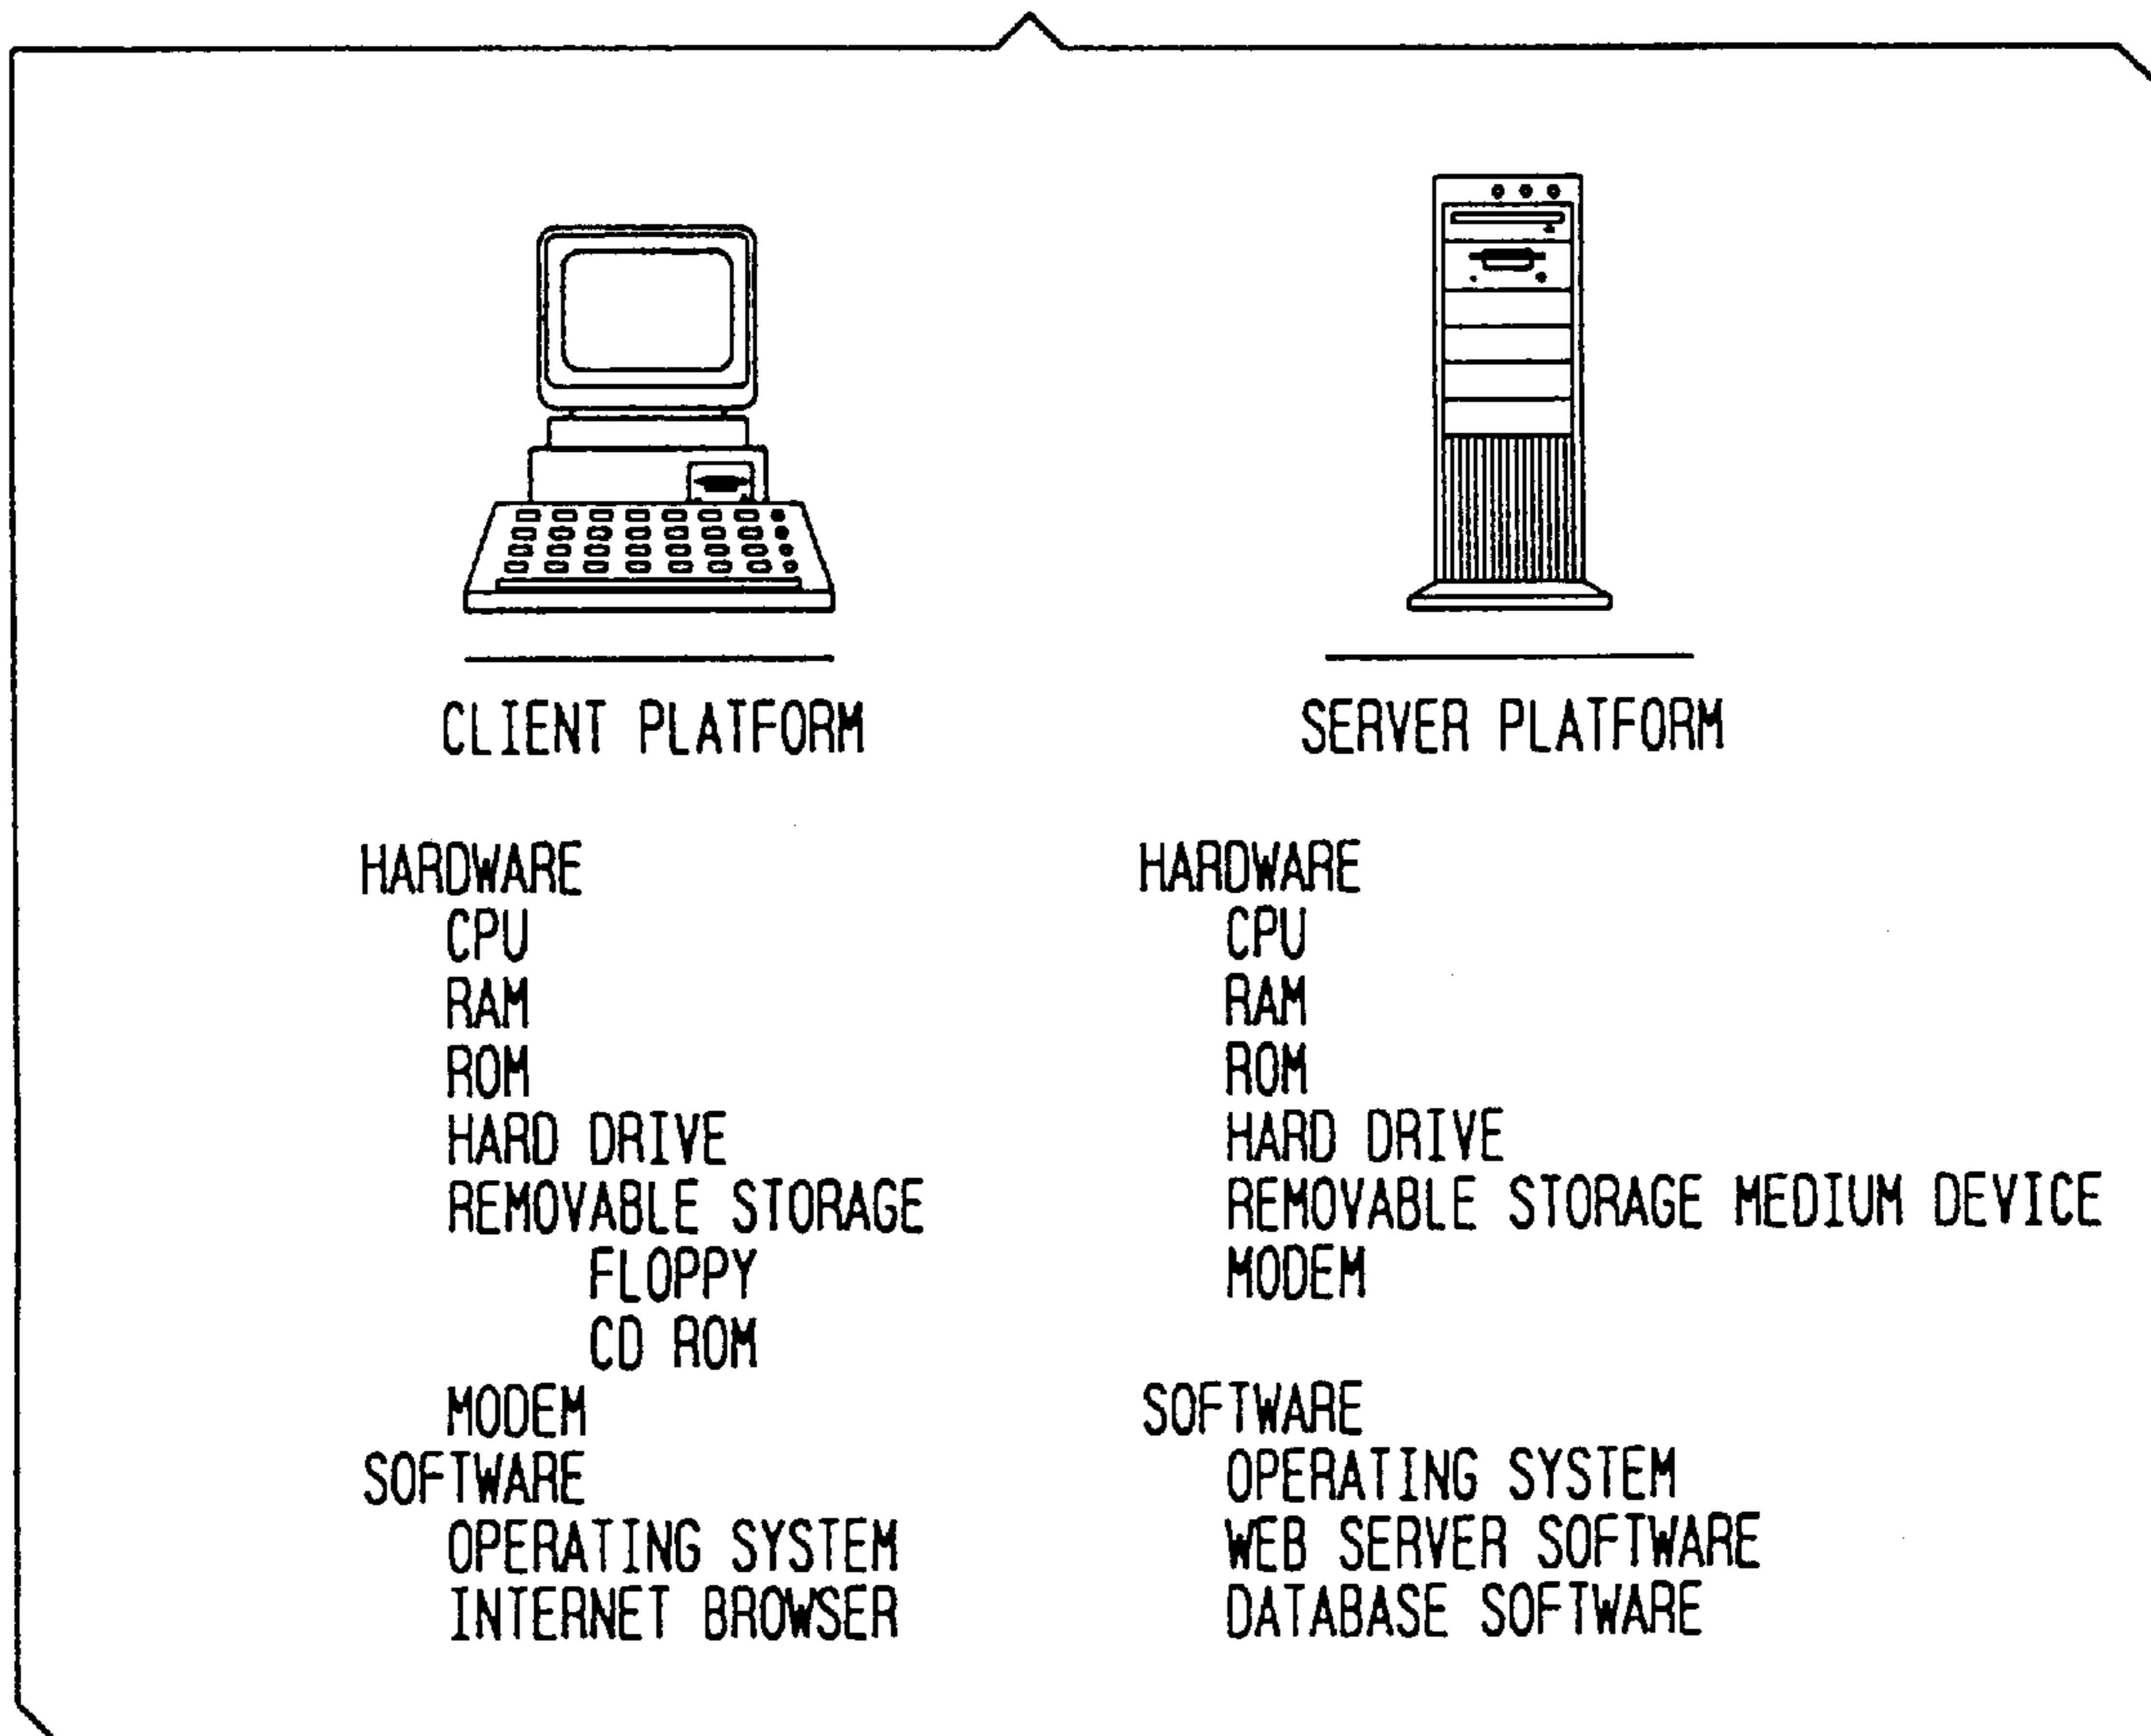 CLIENT PLATFORM
HARDWARE
CPU
RAM
ROM
HARD DRIVE
REMOVABLE STORAGE
FLOPPY
CD ROM
MODEM
SOFTWARE
OPERATING SYSTEM
INTERNET BROWSER
SERVER PLATFORM
HARDWARE
CPU
RAM
ROM
HARD DRIVE
REMOVABLE STORAGE MEDIUM DEVICE
MODEM
SOFTWARE
OPERATING SYSTEM
WEB SERVER SOFTWARE
DATABASE SOFTWARE